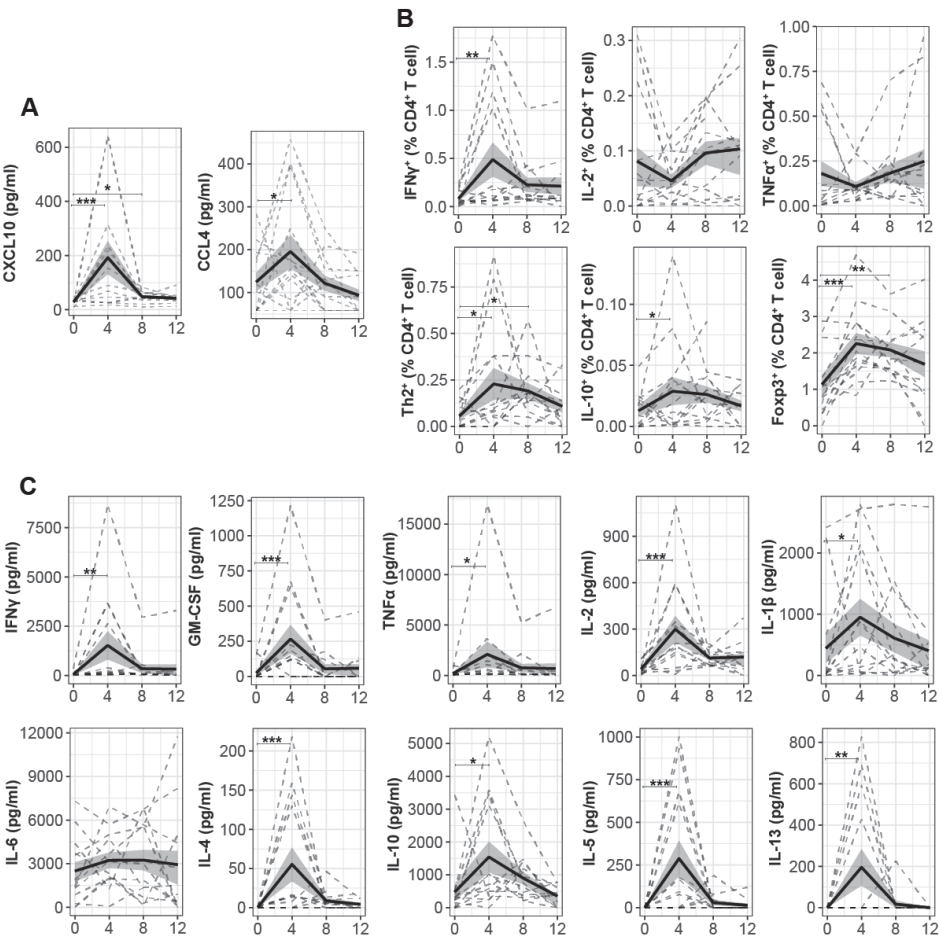 A
CXCL10 (pg/ml)
600
400
200
0
*
***
0 4 8 12
CCL4 (pg/ml)
400
300
200
100
*
0 4 8 12
B
IFNγ⁺ (% CD4⁺ T cell)
1.5
1.0
0.5
0.0
**
0 4 8 12
IL-2⁺ (% CD4⁺ T cell)
0.3
0.2
0.1
0.0
0 4 8 12
TNFα⁺ (% CD4⁺ T cell)
1.00
0.75
0.50
0.25
0.00
0 4 8 12
Th2⁺ (% CD4⁺ T cell)
0.75
0.50
0.25
0.00
*
*
0 4 8 12
IL-10⁺ (% CD4⁺ T cell)
0.10
0.05
0.00
*
0 4 8 12
Foxp3⁺ (% CD4⁺ T cell)
4
3
2
1
0
**
***
0 4 8 12
C
IFNγ (pg/ml)
7500
5000
2500
0
**
0 4 8 12
GM-CSF (pg/ml)
1250
1000
750
500
250
0
***
0 4 8 12
TNFα (pg/ml)
15000
10000
5000
0
*
0 4 8 12
IL-2 (pg/ml)
900
600
300
0
***
0 4 8 12
IL-1β (pg/ml)
2000
1000
0
*
0 4 8 12
IL-6 (pg/ml)
12000
9000
6000
3000
0
0 4 8 12
IL-4 (pg/ml)
200
150
100
50
0
***
0 4 8 12
IL-10 (pg/ml)
5000
4000
3000
2000
1000
0
*
0 4 8 12
IL-5 (pg/ml)
1000
750
500
250
0
***
0 4 8 12
IL-13 (pg/ml)
800
600
400
200
0
**
0 4 8 12